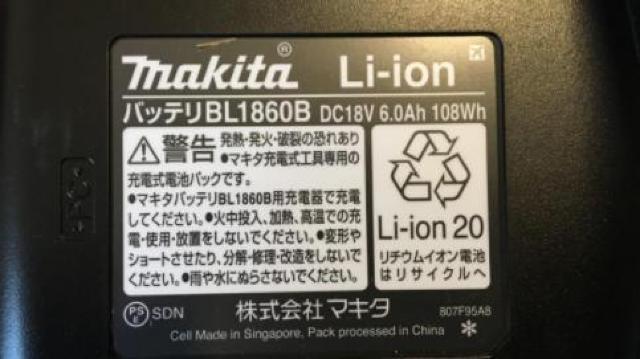 makita® Li-ion
バッテリBL1860B DC18V 6.0Ah 108Wh
警告 発熱・発火・破裂の恐れあり
●マキタ充電式工具専用の
充電式電池パックです。
●マキタバッテリBL1860B用充電器で充電
してください。●火中投入、加熱、高温での充
電・使用・放置をしないでください。●変形や
ショートさせたり、分解・修理・改造をしないで
ください。●雨や水にぬらさないでください。
Li-ion 20
リチウムイオン電池
はリサイクルへ
PS
E SDN 株式会社マキタ 807F95A8
Cell Made in Singapore, Pack processed in China ✻